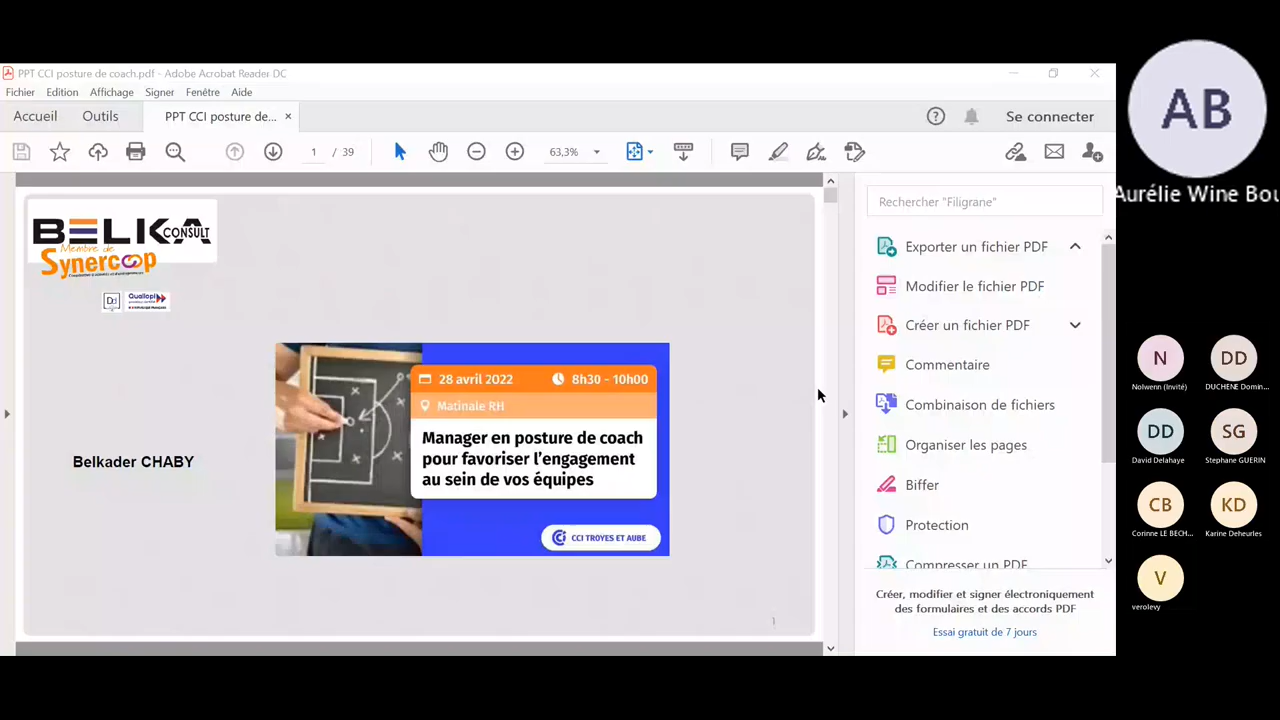 PPT CCI posture de coach.pdf - Adobe Acrobat Reader DC
Fichier Edition Affichage Signer Fenêtre Aide
Accueil Outils PPT CCI posture de... × Se connecter
1 / 39 63,3%
BELKA CONSULT
Membre de
Synercoop
Qualiopi
Belkader CHABY
28 avril 2022 8h30 - 10h00
Matinale RH
Manager en posture de coach
pour favoriser l'engagement
au sein de vos équipes
CCI TROYES ET AUBE
1
Rechercher "Filigrane"
Exporter un fichier PDF
Modifier le fichier PDF
Créer un fichier PDF
Commentaire
Combinaison de fichiers
Organiser les pages
Biffer
Protection
Compresser un PDF
Créer, modifier et signer électroniquement
des formulaires et des accords PDF
Essai gratuit de 7 jours
AB
Aurélie Wine Bou
N DD
Nolwenn (Invité) DUCHENE Domin...
DD SG
David Delahaye Stephane GUERIN
CB KD
Corinne LE BECH... Karine Deheurles
V
verolevy